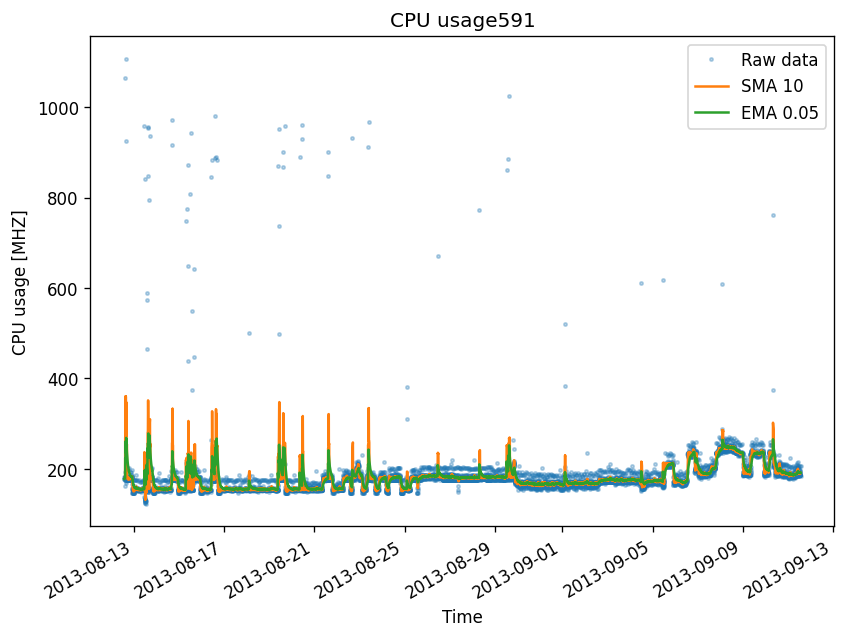 CPU usage591
Raw data
SMA 10
EMA 0.05
CPU usage [MHZ]
1000
800
600
400
200
2013-08-13
2013-08-17
2013-08-21
2013-08-25
2013-08-29
2013-09-01
2013-09-05
2013-09-09
2013-09-13
Time